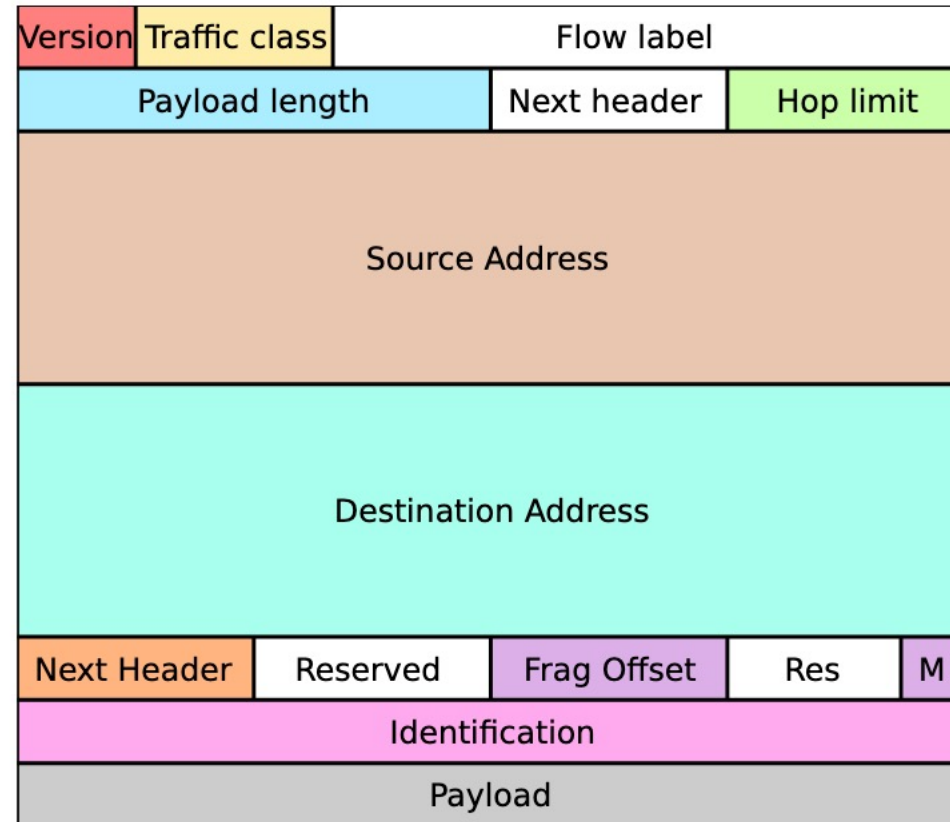 Version Traffic class Flow label
Payload length Next header Hop limit
Source Address
Destination Address
Next Header Reserved Frag Offset Res M
Identification
Payload